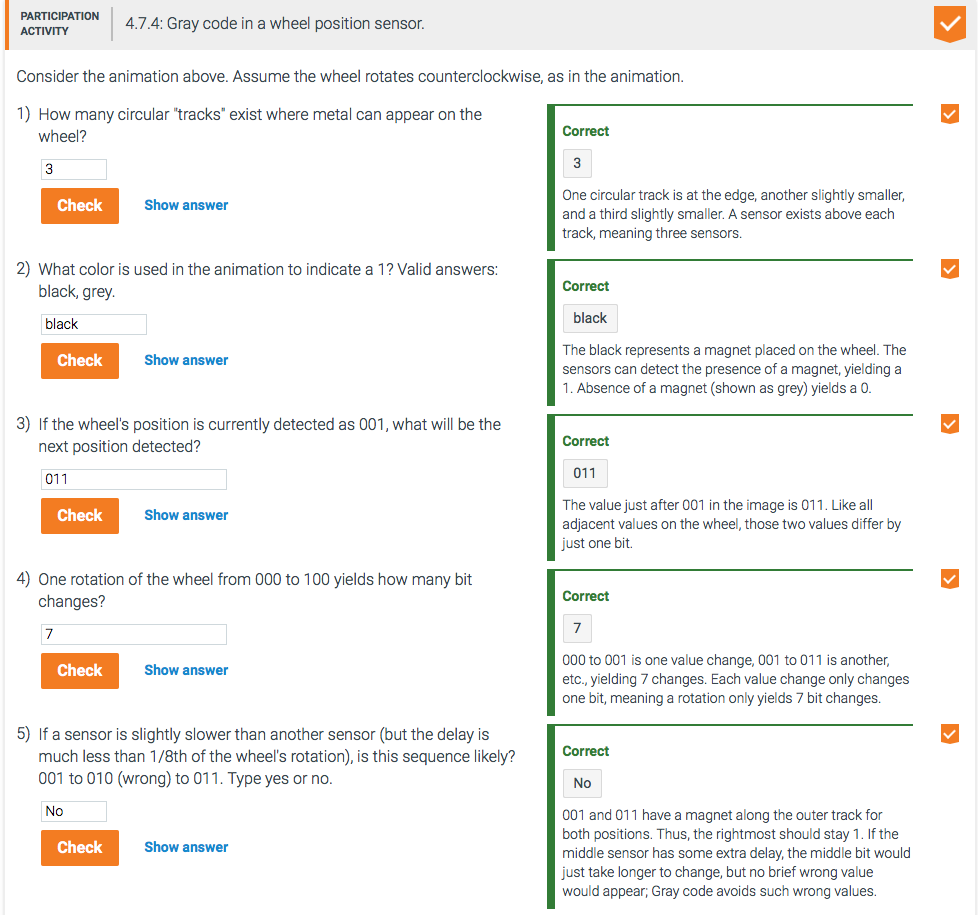 PARTICIPATION
ACTIVITY
4.7.4: Gray code in a wheel position sensor.
Consider the animation above. Assume the wheel rotates counterclockwise, as in the animation.
1) How many circular "tracks" exist where metal can appear on the
wheel?
3
Check
Show answer
Correct
3
One circular track is at the edge, another slightly smaller,
and a third slightly smaller. A sensor exists above each
track, meaning three sensors.
2) What color is used in the animation to indicate a 1? Valid answers:
black, grey.
black
Check
Show answer
Correct
black
The black represents a magnet placed on the wheel. The
sensors can detect the presence of a magnet, yielding a
1. Absence of a magnet (shown as grey) yields a 0.
3) If the wheel's position is currently detected as 001, what will be the
next position detected?
011
Check
Show answer
Correct
011
The value just after 001 in the image is 011. Like all
adjacent values on the wheel, those two values differ by
just one bit.
4) One rotation of the wheel from 000 to 100 yields how many bit
changes?
7
Check
Show answer
Correct
7
000 to 001 is one value change, 001 to 011 is another,
etc., yielding 7 changes. Each value change only changes
one bit, meaning a rotation only yields 7 bit changes.
5) If a sensor is slightly slower than another sensor (but the delay is
much less than 1/8th of the wheel's rotation), is this sequence likely?
001 to 010 (wrong) to 011. Type yes or no.
No
Check
Show answer
Correct
No
001 and 011 have a magnet along the outer track for
both positions. Thus, the rightmost should stay 1. If the
middle sensor has some extra delay, the middle bit would
just take longer to change, but no brief wrong value
would appear; Gray code avoids such wrong values.